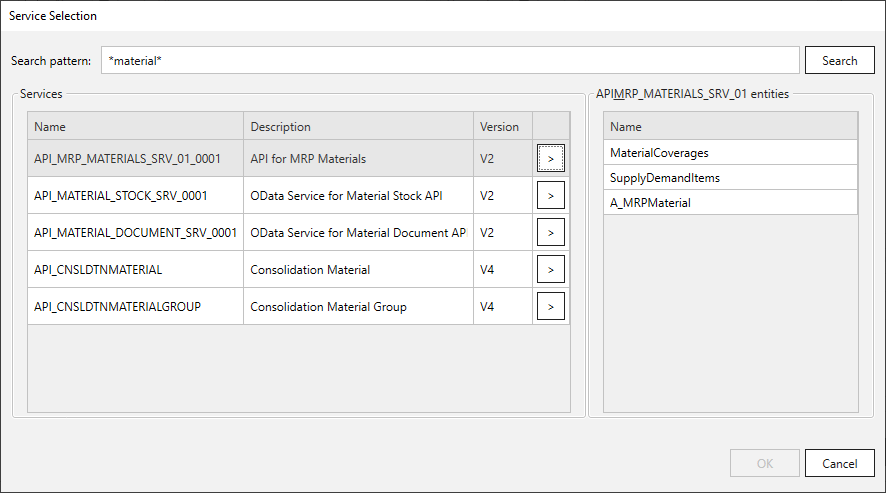 Service Selection
Search pattern: *material* Search
Services
Name Description Version
API_MRP_MATERIALS_SRV_01_0001 API for MRP Materials V2 >
API_MATERIAL_STOCK_SRV_0001 OData Service for Material Stock API V2 >
API_MATERIAL_DOCUMENT_SRV_0001 OData Service for Material Document API V2 >
API_CNSLDTNMATERIAL Consolidation Material V4 >
API_CNSLDTNMATERIALGROUP Consolidation Material Group V4 >
APIMRP_MATERIALS_SRV_01 entities
Name
MaterialCoverages
SupplyDemandItems
A_MRPMaterial
OK Cancel